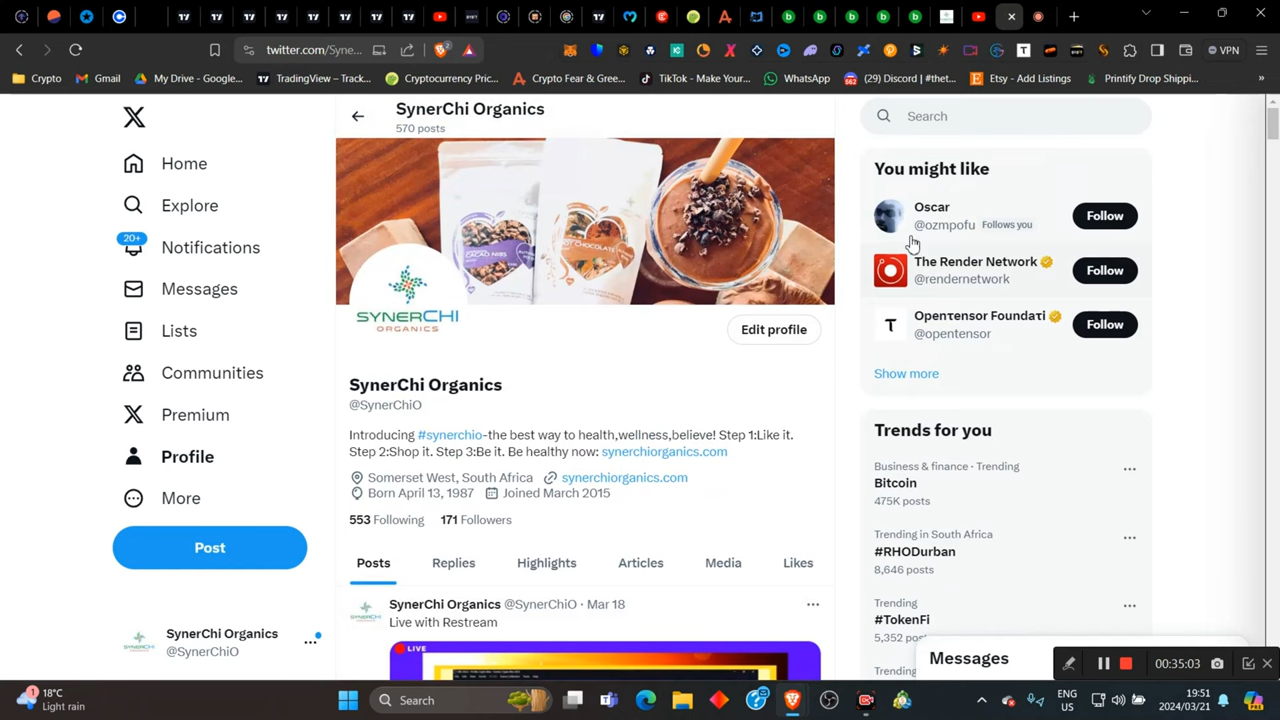 twitter.com/Syne...
VPN
Crypto
Gmail
My Drive - Google...
TradingView – Track...
Cryptocurrency Pric...
Crypto Fear & Gree...
TikTok - Make Your...
WhatsApp
(29) Discord | #thet...
Etsy - Add Listings
Printify Drop Shippi...
»
SynerChi Organics
570 posts
Home
Explore
20+
Notifications
Messages
Lists
Communities
Premium
Profile
More
Post
SynerChi Organics
@SynerChiO
CACAO NIBS
HOT CHOCOLATE
SYNERCHI
ORGANICS
Edit profile
SynerChi Organics
@SynerChiO
Introducing #synerchio-the best way to health,wellness,believe! Step 1:Like it.
Step 2:Shop it. Step 3:Be it. Be healthy now: synerchiorganics.com
Somerset West, South Africa synerchiorganics.com
Born April 13, 1987 Joined March 2015
553 Following 171 Followers
Posts Replies Highlights Articles Media Likes
SynerChi Organics @SynerChiO · Mar 18
Live with Restream
LIVE
Search
You might like
Oscar
@ozmpofu Follows you
Follow
The Render Network
@rendernetwork
Follow
Openτensor Foundaτi
@opentensor
Follow
Show more
Trends for you
Business & finance · Trending
Bitcoin
475K posts
Trending in South Africa
#RHODurban
8,646 posts
Trending
#TokenFi
5,352 pos
Messages
18°C
Light rain
Search
ENG
US
13:51
2024/03/21